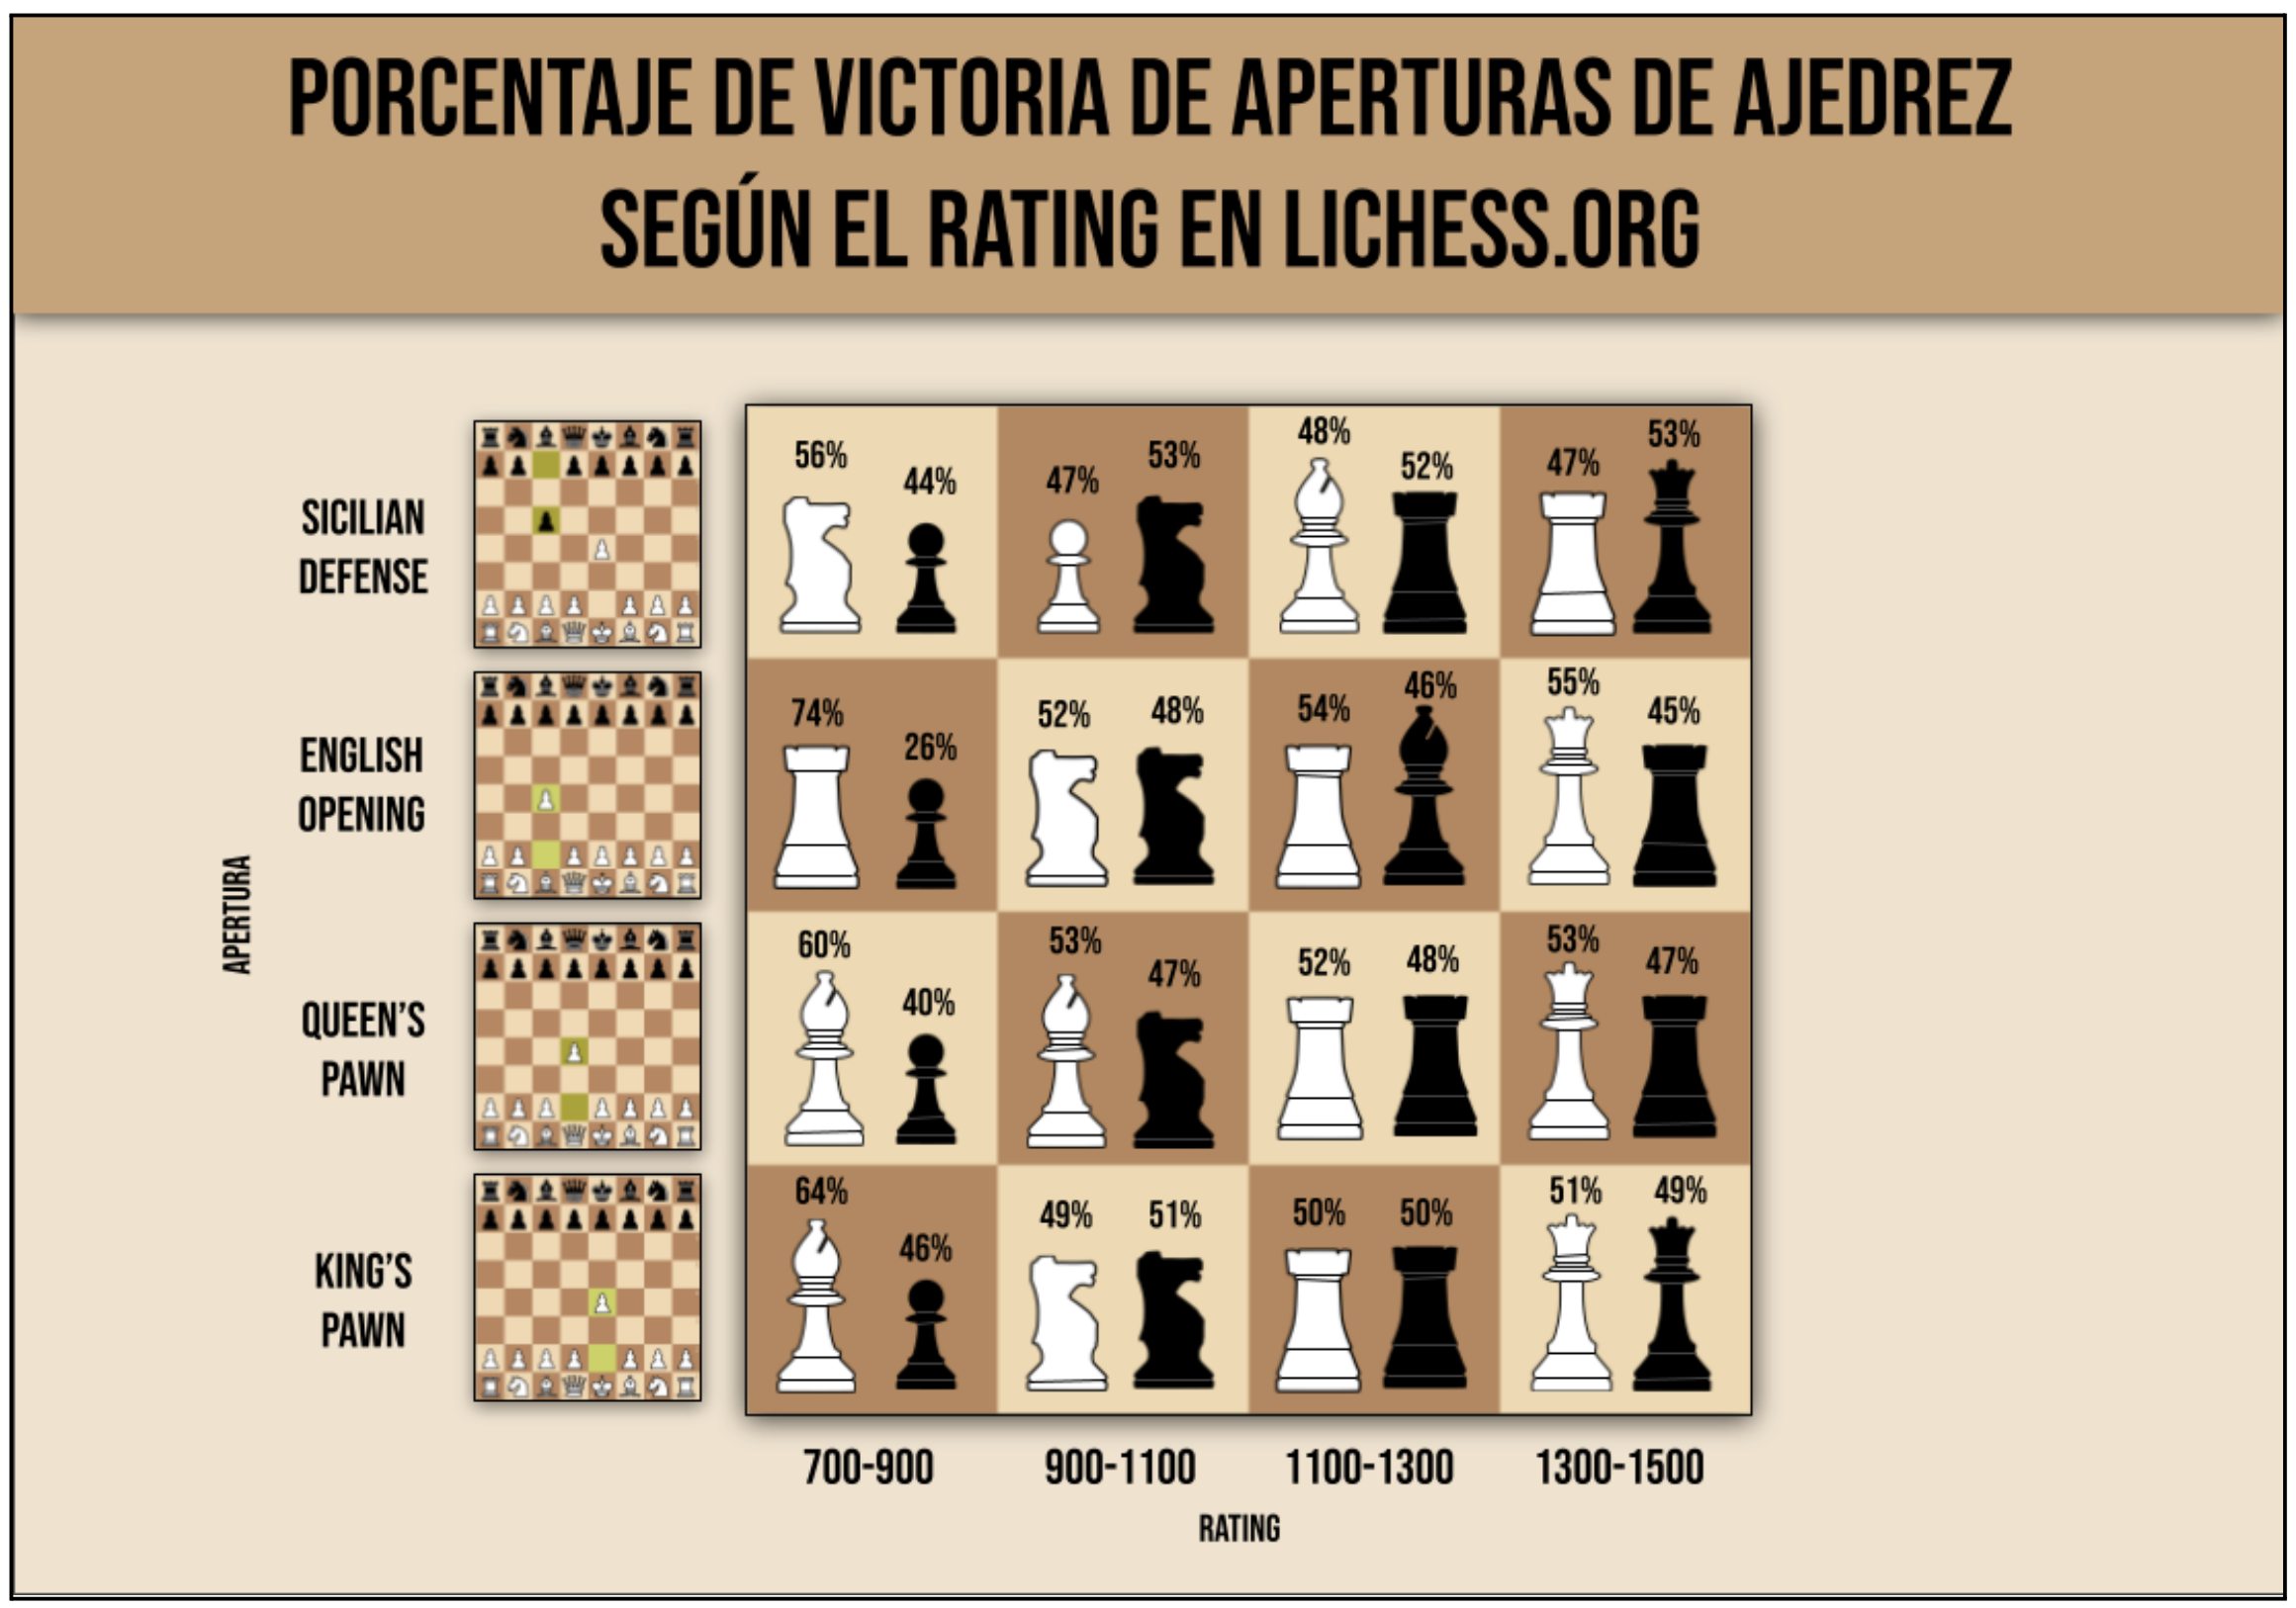 PORCENTAJE DE VICTORIA DE APERTURAS DE AJEDREZ
SEGÚN EL RATING EN LICHESS.ORG
APERTURA
SICILIAN
DEFENSE
56% 44% 47% 53% 48% 52% 47% 53%
ENGLISH
OPENING
74% 26% 52% 48% 54% 46% 55% 45%
QUEEN'S
PAWN
60% 40% 53% 47% 52% 48% 53% 47%
KING'S
PAWN
64% 46% 49% 51% 50% 50% 51% 49%
700-900 900-1100 1100-1300 1300-1500
RATING